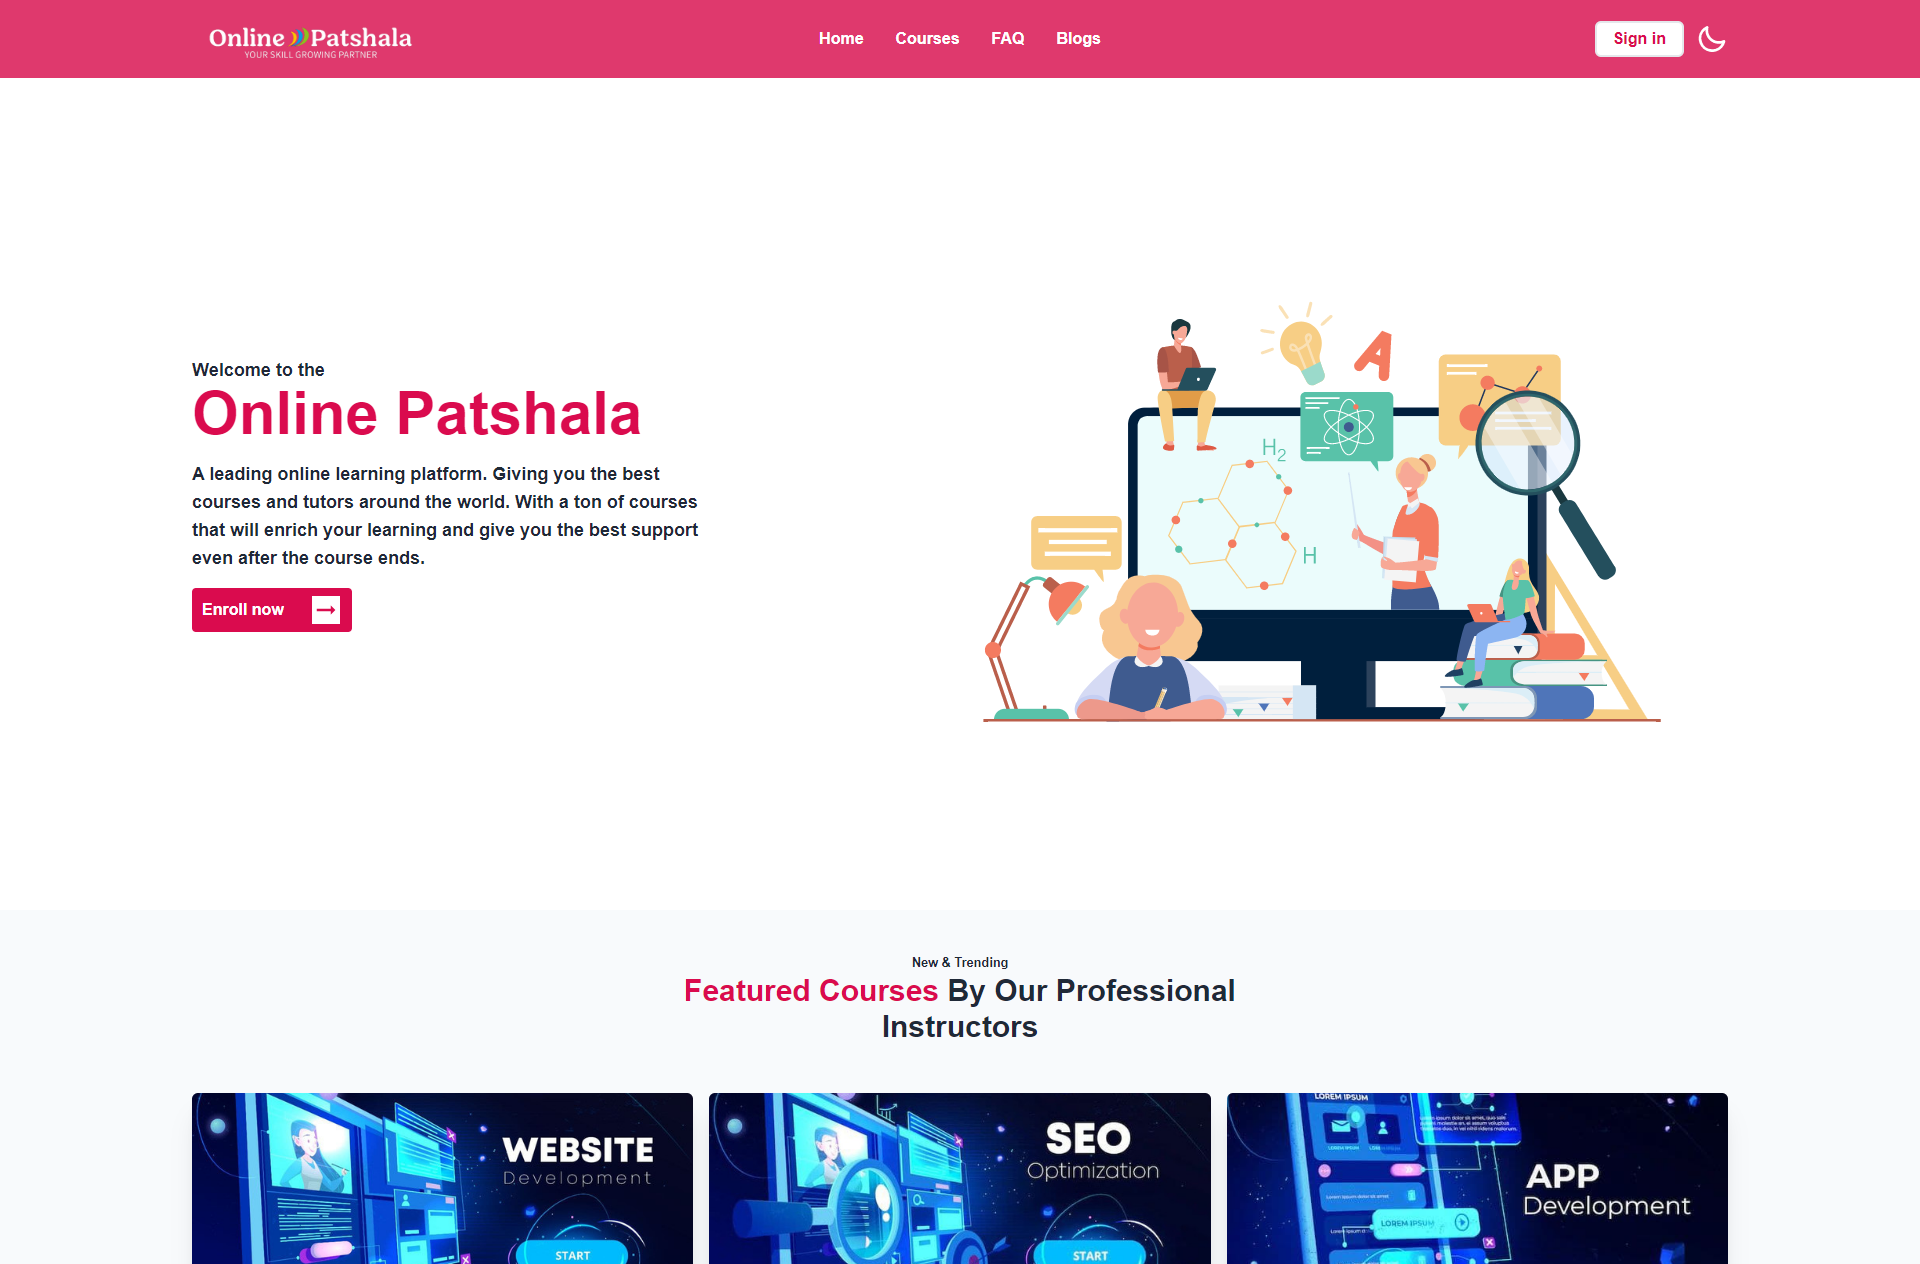 Online Patshala
YOUR SKILL GROWING PARTNER
Home
Courses
FAQ
Blogs
Sign in
Welcome to the
Online Patshala
A leading online learning platform. Giving you the best
courses and tutors around the world. With a ton of courses
that will enrich your learning and give you the best support
even after the course ends.
Enroll now
A
H2
H
New & Trending
Featured Courses By Our Professional
Instructors
WEBSITE
Development
START
SEO
Optimization
START
LOREM IPSUM
LOREM IPSUM
APP
Development